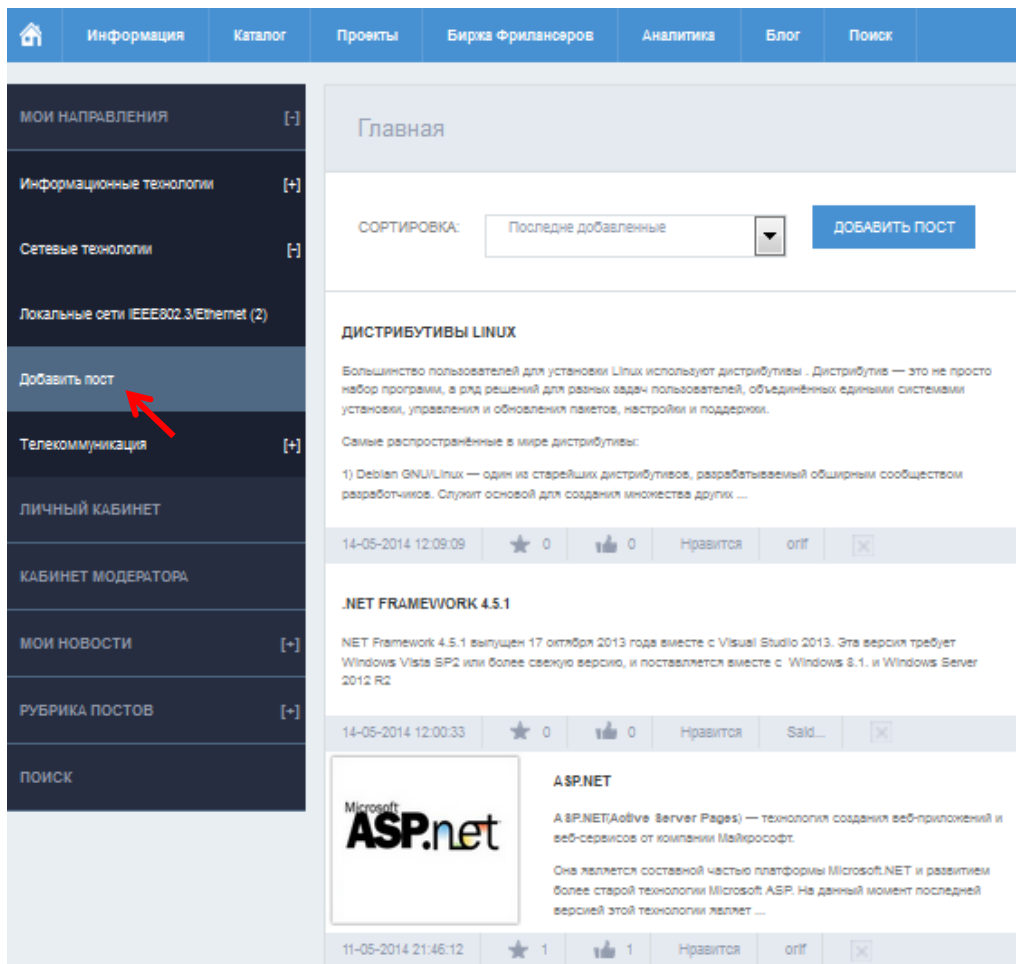 Информация Каталог Проекты Биржа Фрилансеров Аналитика Блог Поиск
МОИ НАПРАВЛЕНИЯ [-]
Информационные технологии [+]
Сетевые технологии [-]
Локальные сети IEEE802.3/Ethernet (2)
Добавить пост
Телекоммуникация [+]
ЛИЧНЫЙ КАБИНЕТ
КАБИНЕТ МОДЕРАТОРА
МОИ НОВОСТИ [+]
РУБРИКА ПОСТОВ [+]
ПОИСК
Главная
СОРТИРОВКА: Последне добавленные ДОБАВИТЬ ПОСТ
ДИСТРИБУТИВЫ LINUX
Большинство пользователей для установки Linux используют дистрибутивы . Дистрибутив — это не просто
набор программ, а ряд решений для разных задач пользователей, объединённых едиными системами
установки, управления и обновления пакетов, настройки и поддержки.
Самые распространённые в мире дистрибутивы:
1) Debian GNU/Linux — один из старейших дистрибутивов, разрабатываемый обширным сообществом
разработчиков. Служит основой для создания множества других ...
14-05-2014 12:09:09 0 0 Нравится orif
.NET FRAMEWORK 4.5.1
NET Framework 4.5.1 выпущен 17 октября 2013 года вместе с Visual Studio 2013. Эта версия требует
Windows Vista SP2 или более свежую версию, и поставляется вместе с Windows 8.1. и Windows Server
2012 R2
14-05-2014 12:00:33 0 0 Нравится Said...
Microsoft
ASP.net
ASP.NET
ASP.NET(Active Server Pages) — технология создания веб-приложений и
веб-сервисов от компании Майкрософт.
Она является составной частью платформы Microsoft.NET и развитием
более старой технологии Microsoft ASP. На данный момент последней
версией этой технологии являет ...
11-05-2014 21:46:12 1 1 Нравится orif